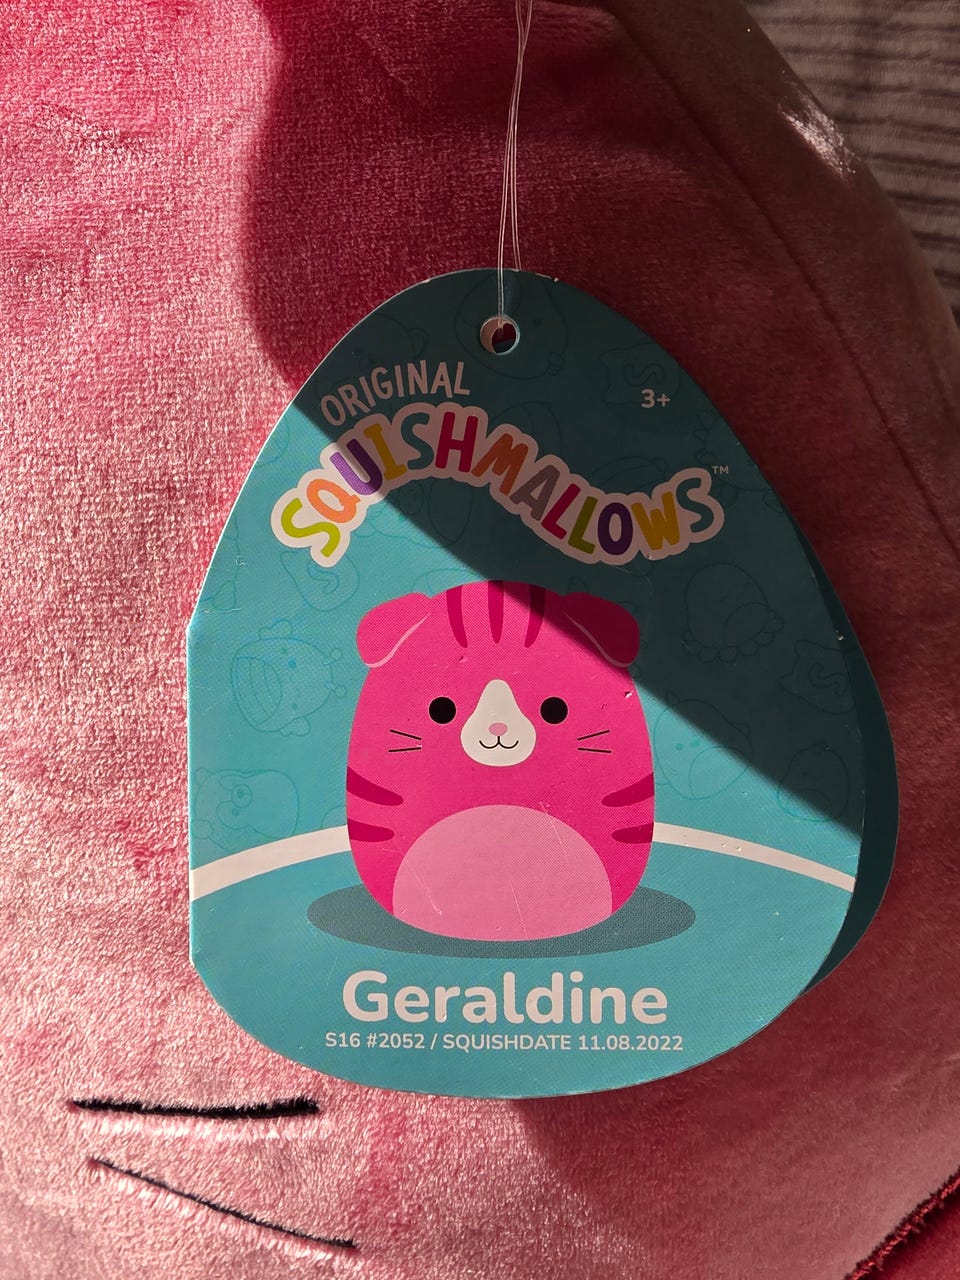 ORIGINAL
SQUISHMALLOWS™
3+
Geraldine
S16 #2052 / SQUISHDATE 11.08.2022